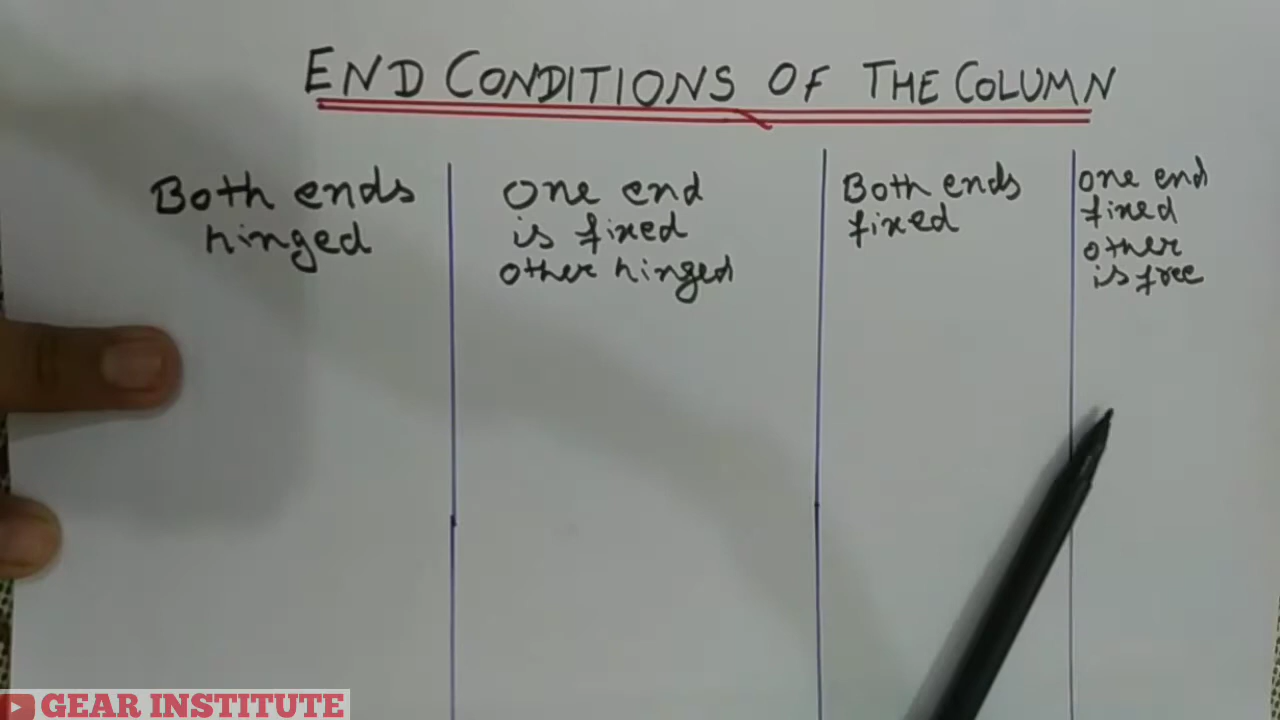 END CONDITIONS OF THE COLUMN
Both ends
hinged
One end
is fixed
other hinged
Both ends
fixed
one end
fixed
other
is free
GEAR INSTITUTE